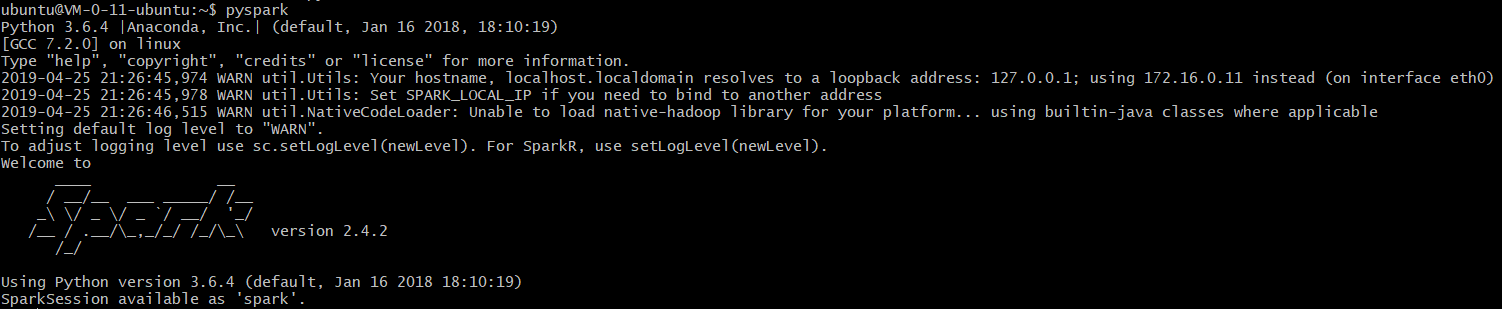 ubuntu@VM-0-11-ubuntu:~$ pyspark
Python 3.6.4 |Anaconda, Inc.| (default, Jan 16 2018, 18:10:19)
[GCC 7.2.0] on linux
Type "help", "copyright", "credits" or "license" for more information.
2019-04-25 21:26:45,974 WARN util.Utils: Your hostname, localhost.localdomain resolves to a loopback address: 127.0.0.1; using 172.16.0.11 instead (on interface eth0)
2019-04-25 21:26:45,978 WARN util.Utils: Set SPARK_LOCAL_IP if you need to bind to another address
2019-04-25 21:26:46,515 WARN util.NativeCodeLoader: Unable to load native-hadoop library for your platform... using builtin-java classes where applicable
Setting default log level to "WARN".
To adjust logging level use sc.setLogLevel(newLevel). For SparkR, use setLogLevel(newLevel).
Welcome to
      ____              __
     / __/__  ___ _____/ /__
    _\ \/ _ \/ _ `/ __/  '_/
   /__ / .__/\_,_/_/ /_/\_\   version 2.4.2
      /_/

Using Python version 3.6.4 (default, Jan 16 2018 18:10:19)
SparkSession available as 'spark'.